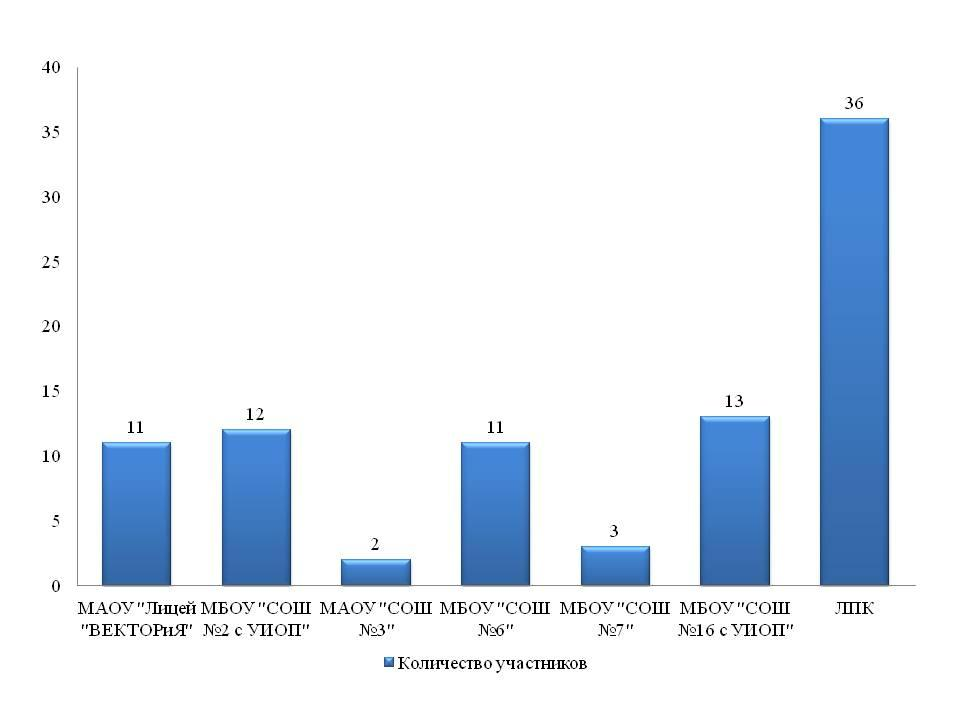 40
35
30
25
20
15
10
5
0
11
12
2
11
3
13
36
МАОУ "Лицей
"ВЕКТОРиЯ"
МБОУ "СОШ
№2 с УИОП"
МАОУ "СОШ
№3"
МБОУ "СОШ
№6"
МБОУ "СОШ
№7"
МБОУ "СОШ
№16 с УИОП"
ЛПК
Количество участников